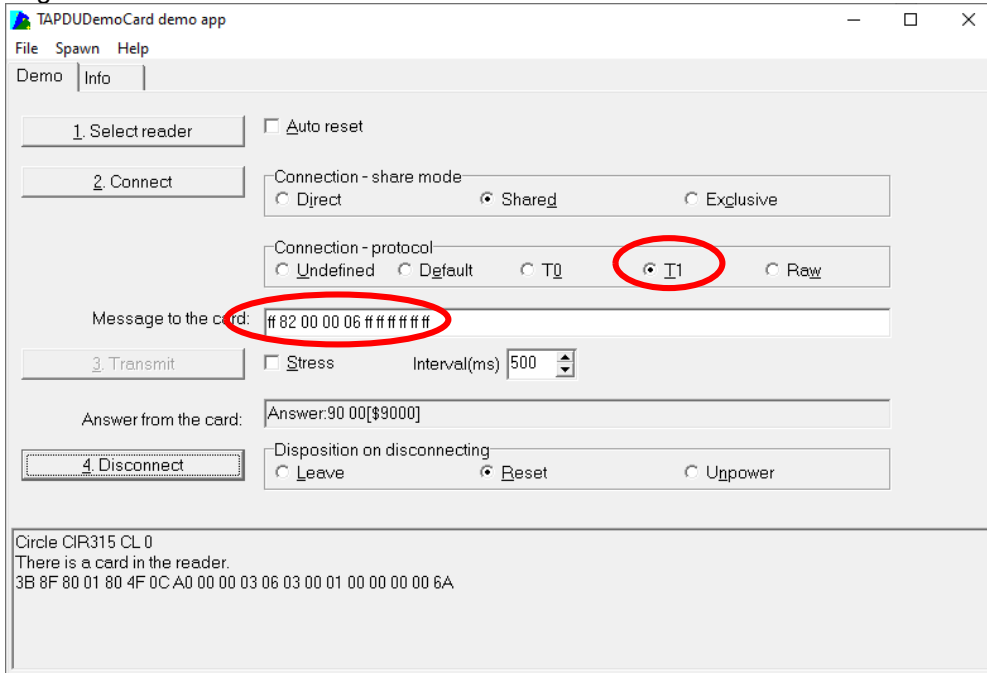 TAPDUDemoCard demo app
File Spawn Help
Demo Info
1. Select reader Auto reset
2. Connect Connection - share mode
Direct Shared Exclusive
Connection - protocol
Undefined Default T0 T1 Raw
Message to the card: ff 82 00 00 06 ff ff ff ff ff ff
3. Transmit Stress Interval(ms) 500
Answer from the card: Answer:90 00[$9000]
4. Disconnect Disposition on disconnecting
Leave Reset Unpower
Circle CIR315 CL 0
There is a card in the reader.
3B 8F 80 01 80 4F 0C A0 00 00 03 06 03 00 01 00 00 00 00 6A